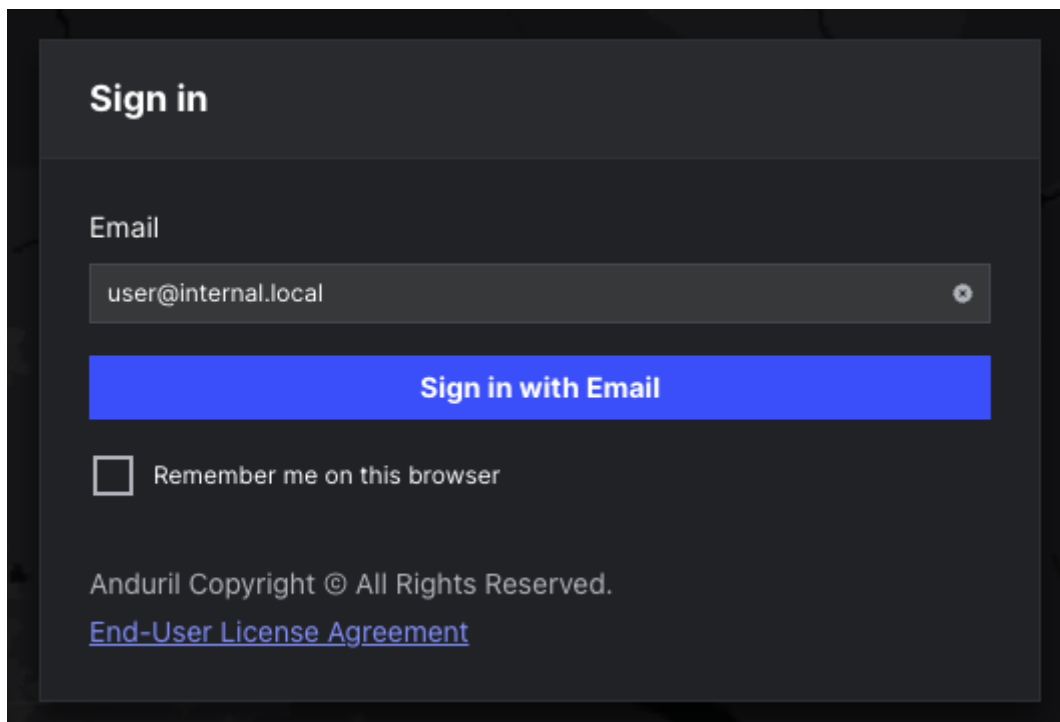 Sign in
Email
user@internal.local
Sign in with Email
Remember me on this browser
Anduril Copyright © All Rights Reserved.
End-User License Agreement